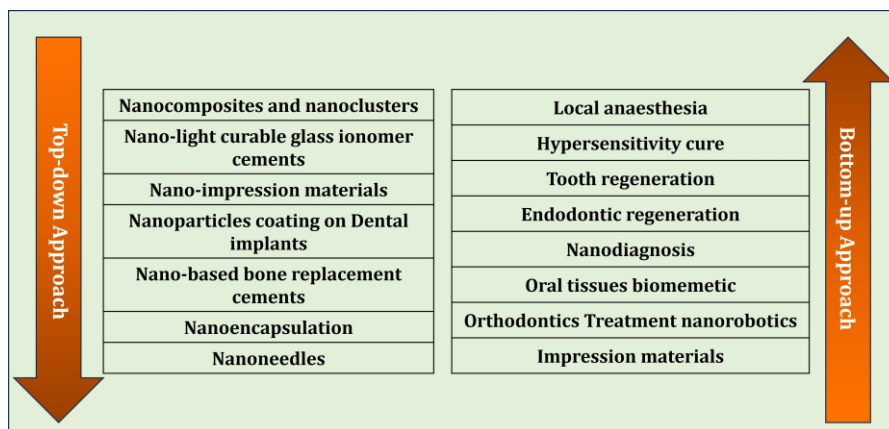 Top-down Approach
Nanocomposites and nanoclusters
Nano-light curable glass ionomer
cements
Nano-impression materials
Nanoparticles coating on Dental
implants
Nano-based bone replacement
cements
Nanoencapsulation
Nanoneedles
Local anaesthesia
Hypersensitivity cure
Tooth regeneration
Endodontic regeneration
Nanodiagnosis
Oral tissues biomemetic
Orthodontics Treatment nanorobotics
Impression materials
Bottom-up Approach